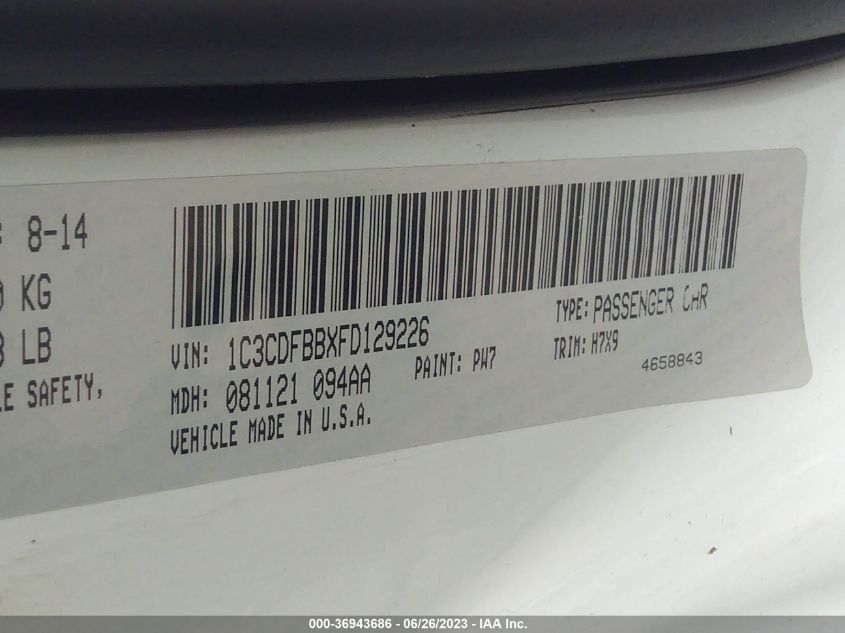 : 8-14
KG
LB
LE SAFETY,
VIN: 1C3CDFBBXFD129226
MDH: 081121 094AA
VEHICLE MADE IN U.S.A.
PAINT: PW7
TYPE: PASSENGER CAR
TRIM: H7X9
4658843
000-36943686 - 06/26/2023 - IAA Inc.